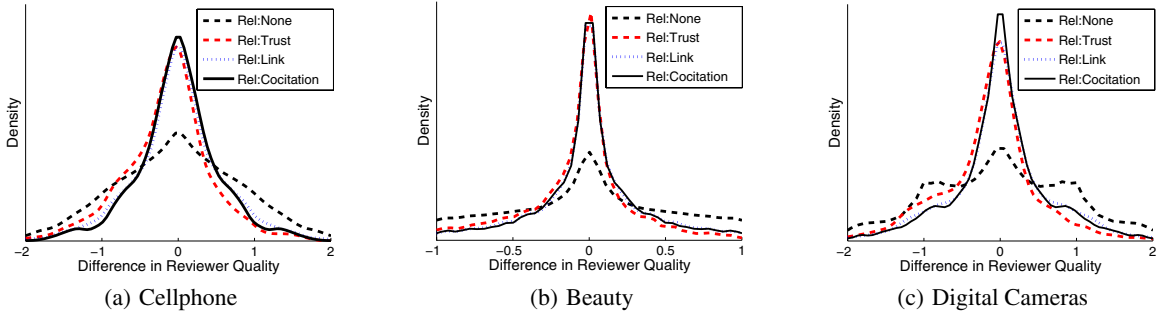 Density
Rel:None
Rel:Trust
Rel:Link
Rel:Cocitation
−2 −1 0 1 2
Difference in Reviewer Quality
(a) Cellphone
Density
Rel:None
Rel:Trust
Rel:Link
Rel:Cocitation
−1 −0.5 0 0.5 1
Difference in Reviewer Quality
(b) Beauty
Density
Rel:None
Rel:Trust
Rel:Link
Rel:Cocitation
−2 −1 0 1 2
Difference in Reviewer Quality
(c) Digital Cameras